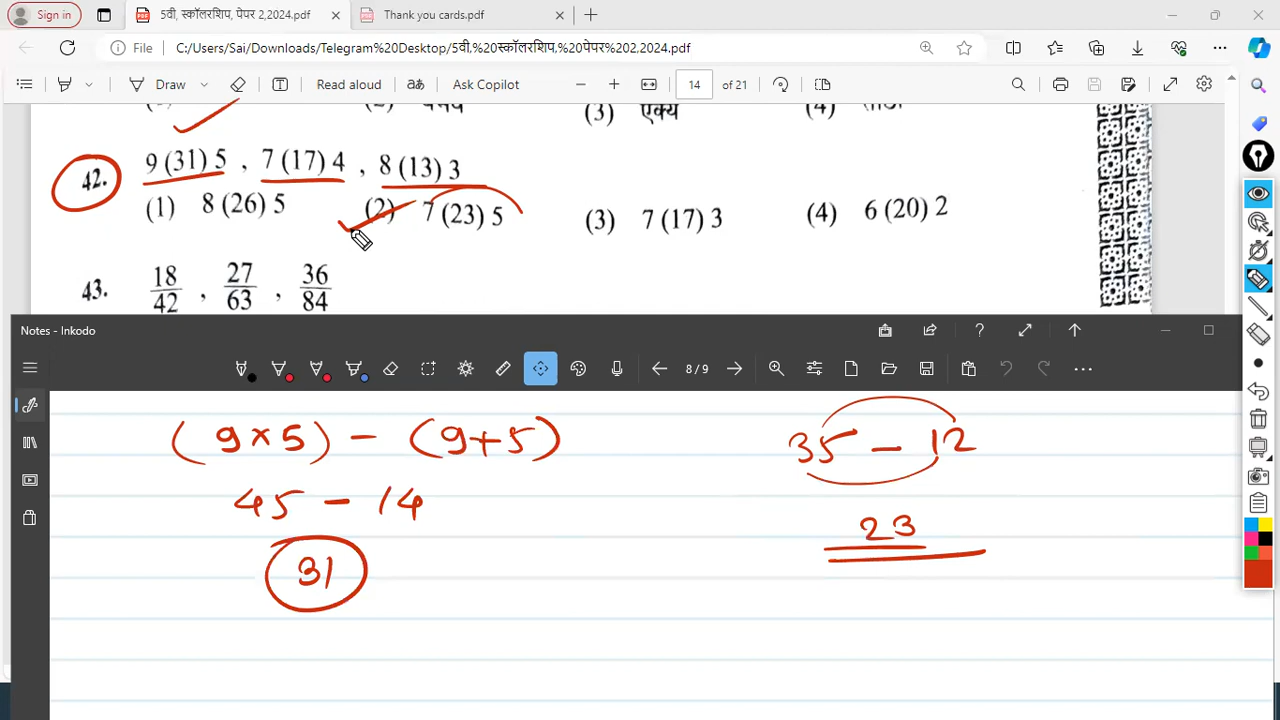 Sign in
5वी, स्कॉलरशिप, पेपर 2,2024.pdf
Thank you cards.pdf
File
C:/Users/Sai/Downloads/Telegram%20Desktop/5वी,%20स्कॉलरशिप,%20पेपर%202,2024.pdf
Draw
Read aloud
aあ
Ask Copilot
14 of 21
(3) एक्य (4)
42. 9 (31) 5 , 7 (17) 4 , 8 (13) 3
(1) 8 (26) 5 (2) 7 (23) 5 (3) 7 (17) 3 (4) 6 (20) 2
43. 18/42 , 27/63 , 36/84
Notes - Inkodo
8 / 9
(9 × 5) - (9+5) 35 - 12
45 - 14
23
31